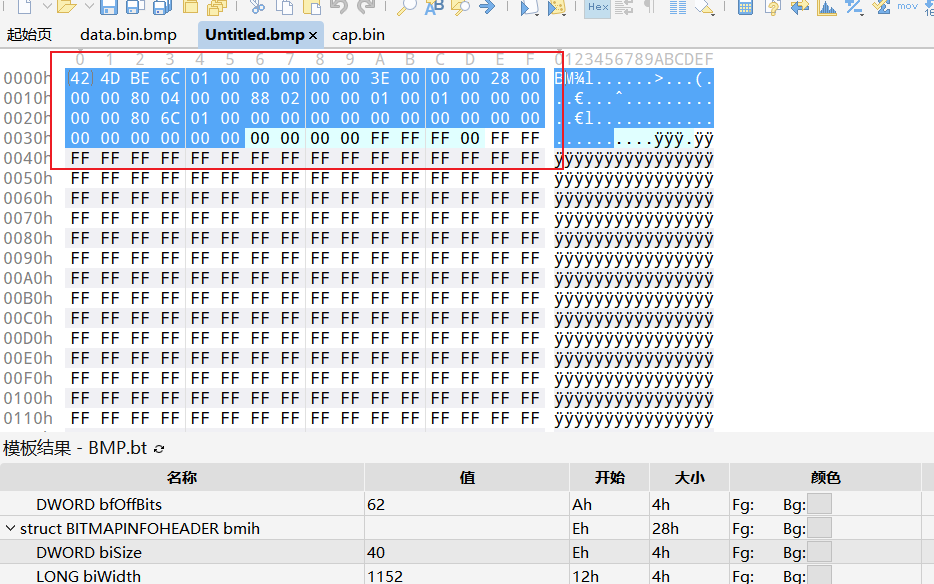 Hex
mov
起始页 data.bin.bmp Untitled.bmp × cap.bin
0 1 2 3 4 5 6 7 8 9 A B C D E F 0123456789ABCDEF
0000h 42 4D BE 6C 01 00 00 00 00 00 3E 00 00 00 28 00 BM¾l......>...(.
0010h 00 00 80 04 00 00 88 02 00 00 01 00 01 00 00 00 ..€...ˆ.........
0020h 00 00 80 6C 01 00 00 00 00 00 00 00 00 00 00 00 ..€l............
0030h 00 00 00 00 00 00 00 00 00 00 FF FF FF 00 FF FF ..........ÿÿÿ.ÿÿ
0040h FF FF FF FF FF FF FF FF FF FF FF FF FF FF FF FF ÿÿÿÿÿÿÿÿÿÿÿÿÿÿÿÿ
0050h FF FF FF FF FF FF FF FF FF FF FF FF FF FF FF FF ÿÿÿÿÿÿÿÿÿÿÿÿÿÿÿÿ
0060h FF FF FF FF FF FF FF FF FF FF FF FF FF FF FF FF ÿÿÿÿÿÿÿÿÿÿÿÿÿÿÿÿ
0070h FF FF FF FF FF FF FF FF FF FF FF FF FF FF FF FF ÿÿÿÿÿÿÿÿÿÿÿÿÿÿÿÿ
0080h FF FF FF FF FF FF FF FF FF FF FF FF FF FF FF FF ÿÿÿÿÿÿÿÿÿÿÿÿÿÿÿÿ
0090h FF FF FF FF FF FF FF FF FF FF FF FF FF FF FF FF ÿÿÿÿÿÿÿÿÿÿÿÿÿÿÿÿ
00A0h FF FF FF FF FF FF FF FF FF FF FF FF FF FF FF FF ÿÿÿÿÿÿÿÿÿÿÿÿÿÿÿÿ
00B0h FF FF FF FF FF FF FF FF FF FF FF FF FF FF FF FF ÿÿÿÿÿÿÿÿÿÿÿÿÿÿÿÿ
00C0h FF FF FF FF FF FF FF FF FF FF FF FF FF FF FF FF ÿÿÿÿÿÿÿÿÿÿÿÿÿÿÿÿ
00D0h FF FF FF FF FF FF FF FF FF FF FF FF FF FF FF FF ÿÿÿÿÿÿÿÿÿÿÿÿÿÿÿÿ
00E0h FF FF FF FF FF FF FF FF FF FF FF FF FF FF FF FF ÿÿÿÿÿÿÿÿÿÿÿÿÿÿÿÿ
00F0h FF FF FF FF FF FF FF FF FF FF FF FF FF FF FF FF ÿÿÿÿÿÿÿÿÿÿÿÿÿÿÿÿ
0100h FF FF FF FF FF FF FF FF FF FF FF FF FF FF FF FF ÿÿÿÿÿÿÿÿÿÿÿÿÿÿÿÿ
0110h FF FF FF FF FF FF FF FF FF FF FF FF FF FF FF FF ÿÿÿÿÿÿÿÿÿÿÿÿÿÿÿÿ
模板结果 - BMP.bt
名称 值 开始 大小 颜色
DWORD bfOffBits 62 Ah 4h Fg: Bg:
struct BITMAPINFOHEADER bmih Eh 28h Fg: Bg:
DWORD biSize 40 Eh 4h Fg: Bg:
LONG biWidth 1152 12h 4h Fg: Bg: